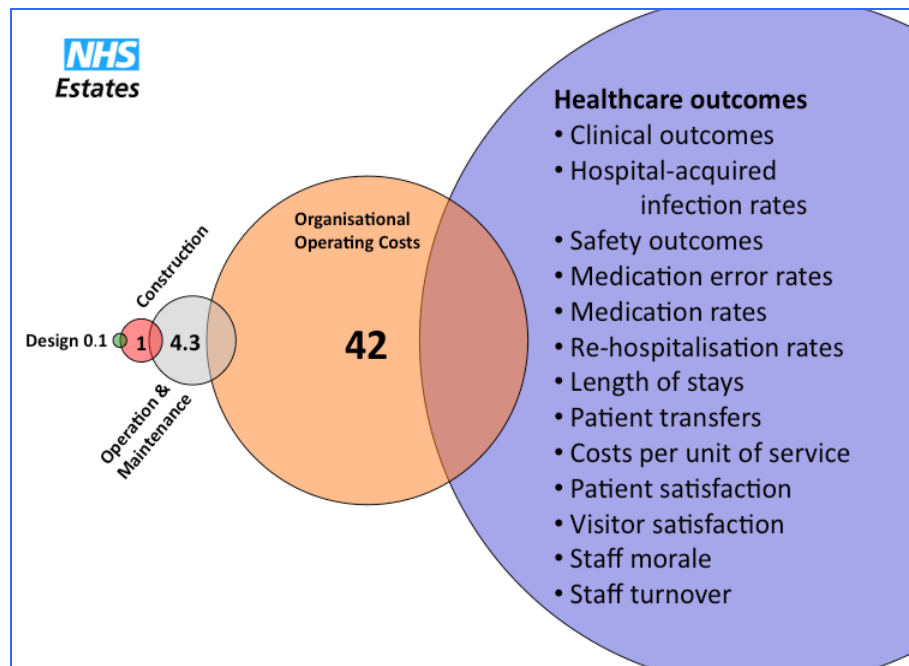 NHS
Estates
Healthcare outcomes
• Clinical outcomes
• Hospital-acquired
infection rates
• Safety outcomes
• Medication error rates
• Medication rates
• Re-hospitalisation rates
• Length of stays
• Patient transfers
• Costs per unit of service
• Patient satisfaction
• Visitor satisfaction
• Staff morale
• Staff turnover
Organisational
Operating Costs
42
Construction
Design 0.1
1
4.3
Operation &
Maintenance